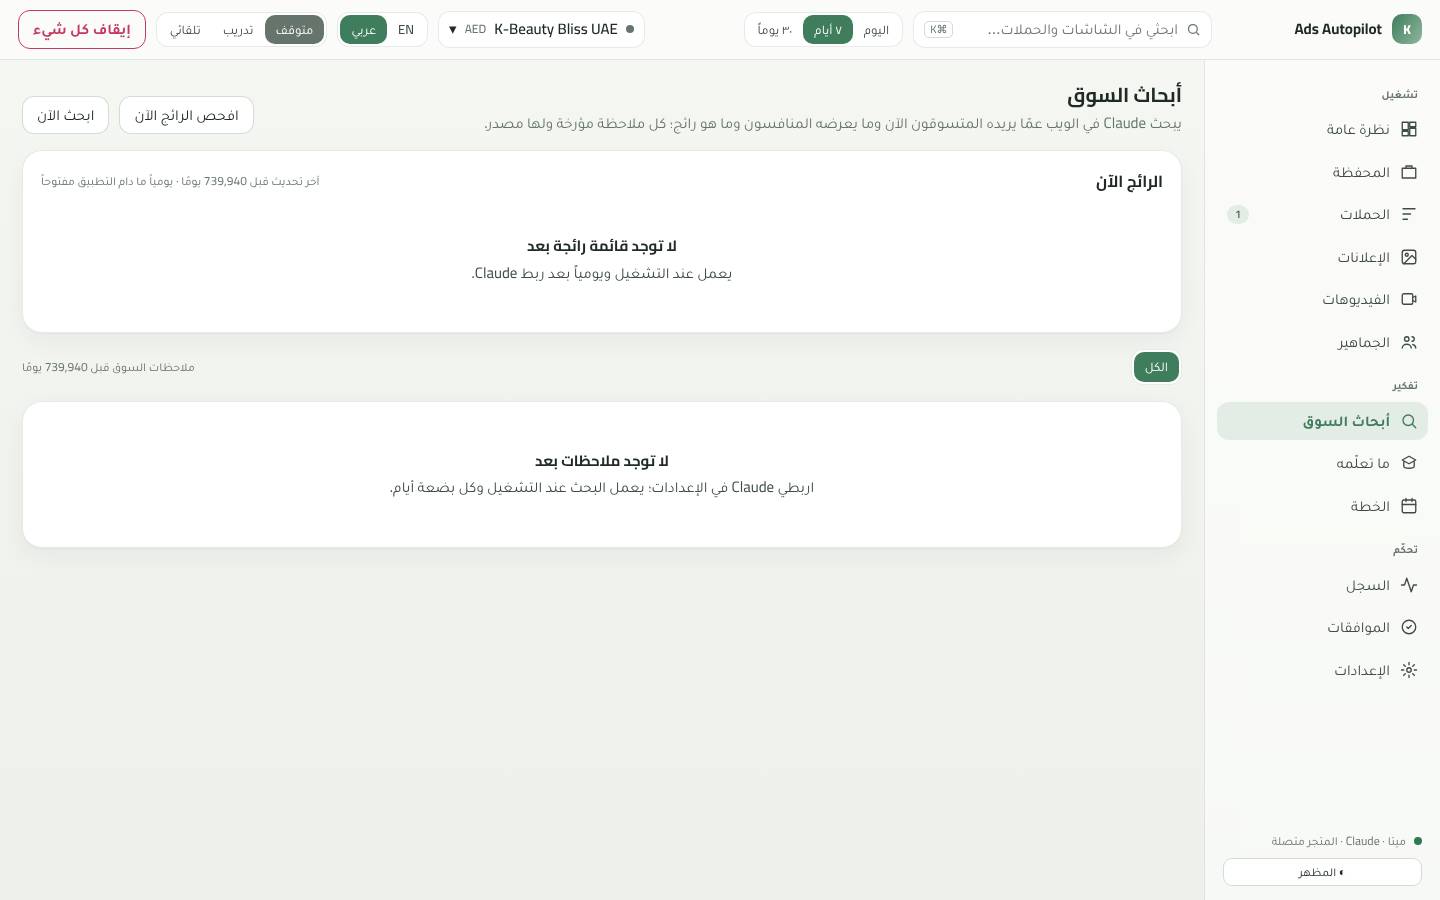 K Ads Autopilot
ابحثي في الشاشات والحملات... ⌘K
اليوم ٧ أيام ٣٠ يوماً
K-Beauty Bliss UAE AED ▼
EN عربي
متوقف تدريب تلقائي
إيقاف كل شيء
تشغيل
نظرة عامة
المحفظة
الحملات 1
الإعلانات
الفيديوهات
الجماهير
تفكير
أبحاث السوق
ما تعلّمه
الخطة
تحكّم
السجل
الموافقات
الإعدادات
ميتا · Claude · المتجر متصلة
المظهر
أبحاث السوق
يبحث Claude في الويب عمّا يريده المتسوقون الآن وما يعرضه المنافسون وما هو رائج؛ كل ملاحظة مؤرخة ولها مصدر.
افحص الرائج الآن
ابحث الآن
الرائج الآن
آخر تحديث قبل 739,940 يومًا · يومياً ما دام التطبيق مفتوحاً
لا توجد قائمة رائجة بعد
يعمل عند التشغيل ويومياً بعد ربط Claude.
الكل
ملاحظات السوق قبل 739,940 يومًا
لا توجد ملاحظات بعد
اربطي Claude في الإعدادات؛ يعمل البحث عند التشغيل وكل بضعة أيام.